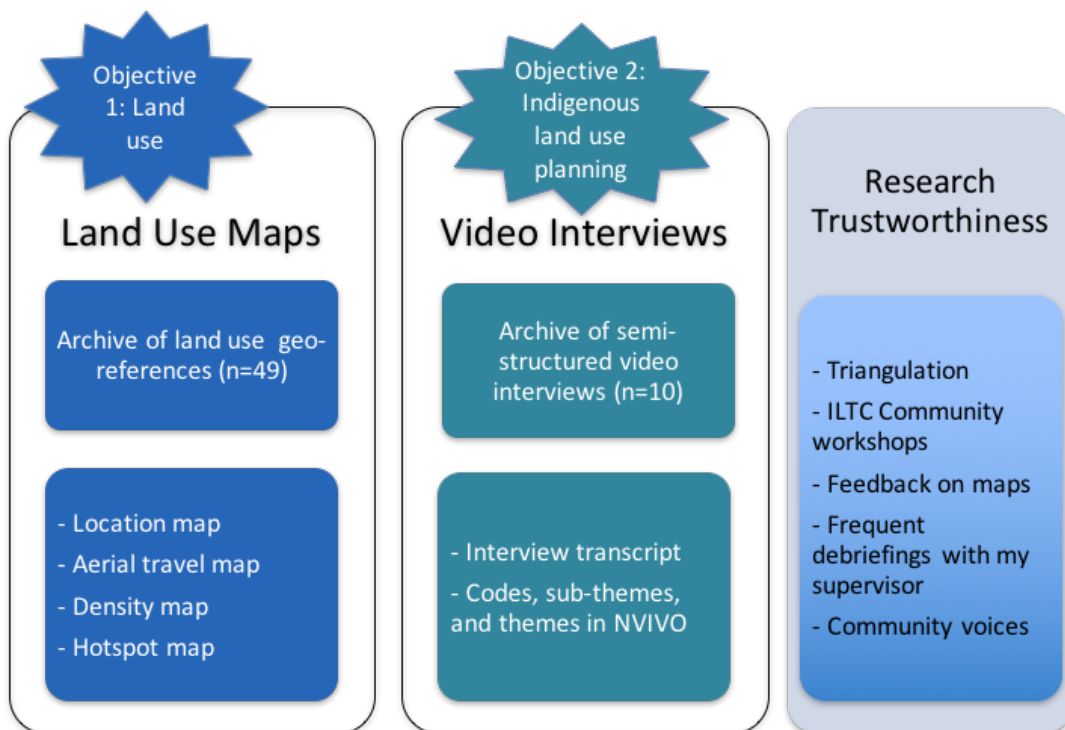 Objective
1: Land
use
Land Use Maps
Archive of land use geo-
references (n=49)
- Location map
- Aerial travel map
- Density map
- Hotspot map
Objective 2:
Indigenous
land use
planning
Video Interviews
Archive of semi-
structured video
interviews (n=10)
- Interview transcript
- Codes, sub-themes,
and themes in NVIVO
Research
Trustworthiness
- Triangulation
- ILTC Community
workshops
- Feedback on maps
- Frequent
debriefings with my
supervisor
- Community voices